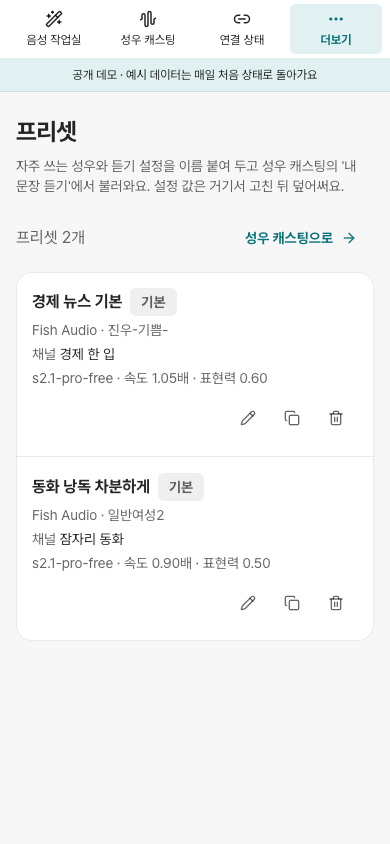 음성 작업실
성우 캐스팅
연결 상태
더보기
공개 데모 · 예시 데이터는 매일 처음 상태로 돌아가요
프리셋
자주 쓰는 성우와 듣기 설정을 이름 붙여 두고 성우 캐스팅의 '내
문장 듣기'에서 불러와요. 설정 값은 거기서 고친 뒤 덮어써요.
프리셋 2개
성우 캐스팅으로
경제 뉴스 기본 기본
Fish Audio · 진우-기쁨-
채널 경제 한 입
s2.1-pro-free · 속도 1.05배 · 표현력 0.60
동화 낭독 차분하게 기본
Fish Audio · 일반여성2
채널 잠자리 동화
s2.1-pro-free · 속도 0.90배 · 표현력 0.50